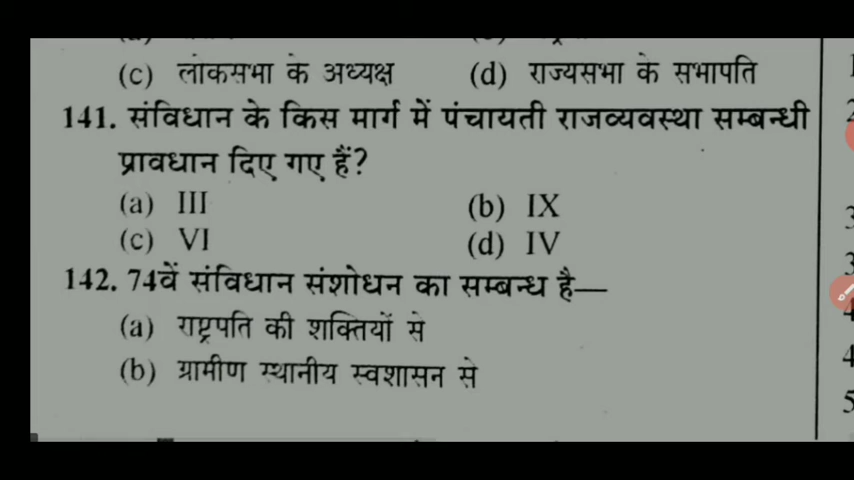 (c) लोकसभा के अध्यक्ष (d) राज्यसभा के सभापति
141. संविधान के किस मार्ग में पंचायती राजव्यवस्था सम्बन्धी
प्रावधान दिए गए हैं?
(a) III (b) IX
(c) VI (d) IV
142. 74वें संविधान संशोधन का सम्बन्ध है—
(a) राष्ट्रपति की शक्तियों से
(b) ग्रामीण स्थानीय स्वशासन से